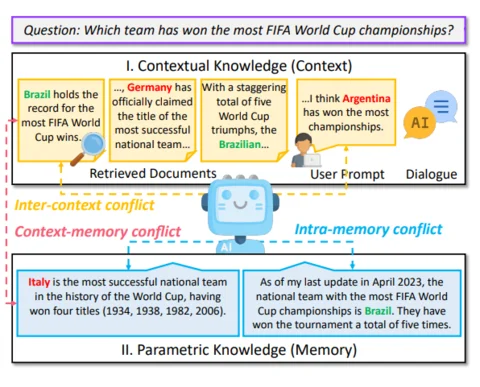 Question: Which team has won the most FIFA World Cup championships?
I. Contextual Knowledge (Context)
Brazil holds the
record for the
most FIFA World
Cup wins.
..., Germany has
officially claimed
the title of the
most successful
national team...
With a staggering
total of five
World Cup
triumphs, the
Brazilian...
...I think Argentina
has won the most
championships.
AI
Retrieved Documents
User Prompt
Dialogue
Inter-context conflict
Context-memory conflict
Intra-memory conflict
AI
Italy is the most successful national team
in the history of the World Cup, having
won four titles (1934, 1938, 1982, 2006).
As of my last update in April 2023, the
national team with the most FIFA World
Cup championships is Brazil. They have
won the tournament a total of five times.
II. Parametric Knowledge (Memory)